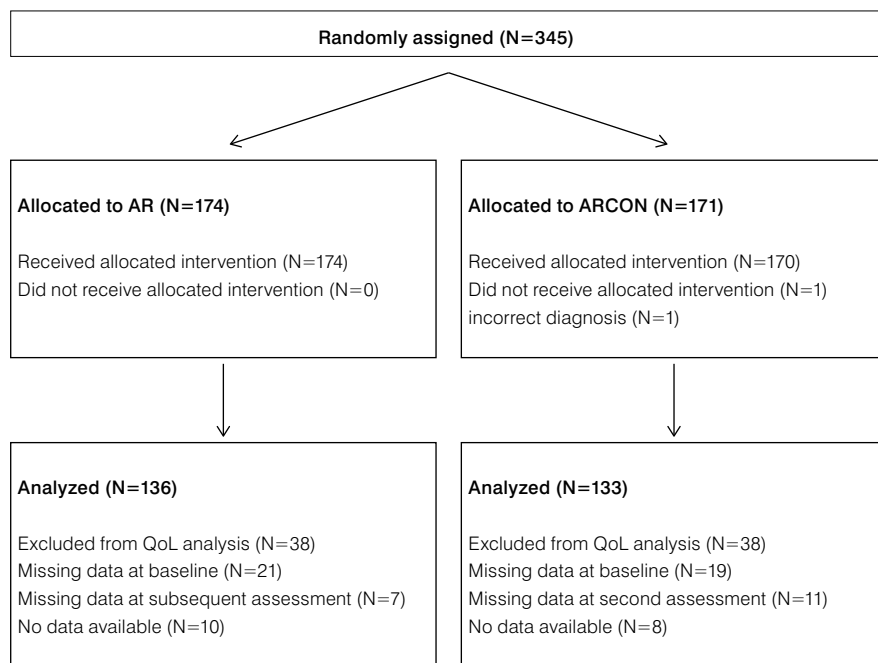 Randomly assigned (N=345)
Allocated to AR (N=174)
Received allocated intervention (N=174)
Did not receive allocated intervention (N=0)
Allocated to ARCON (N=171)
Received allocated intervention (N=170)
Did not receive allocated intervention (N=1)
incorrect diagnosis (N=1)
Analyzed (N=136)
Excluded from QoL analysis (N=38)
Missing data at baseline (N=21)
Missing data at subsequent assessment (N=7)
No data available (N=10)
Analyzed (N=133)
Excluded from QoL analysis (N=38)
Missing data at baseline (N=19)
Missing data at second assessment (N=11)
No data available (N=8)